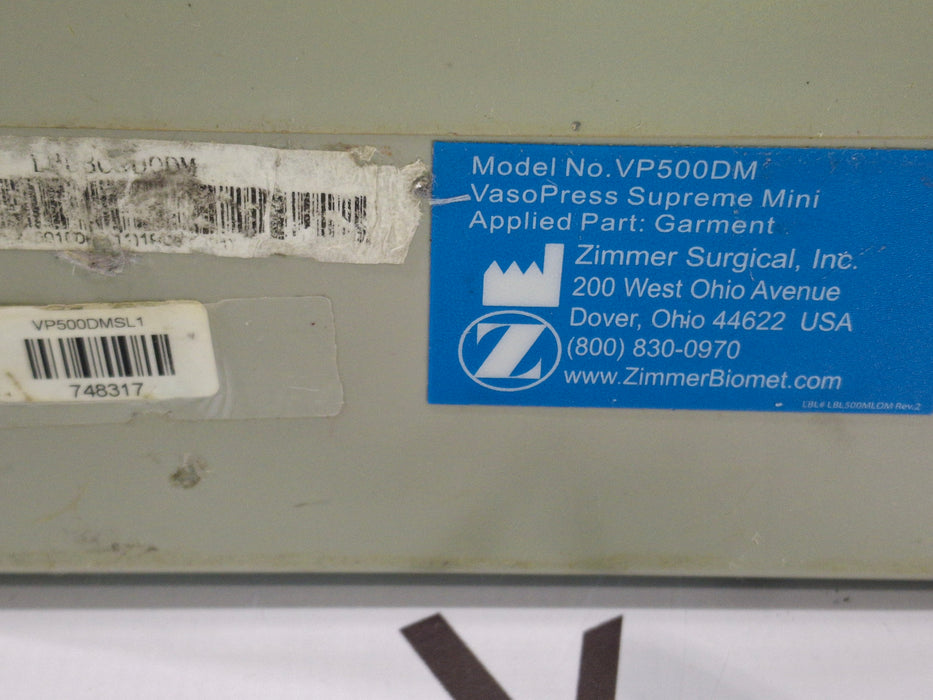 VP500DMSL1
748317
Model No. VP500DM
VasoPress Supreme Mini
Applied Part: Garment
Zimmer Surgical, Inc.
200 West Ohio Avenue
Dover, Ohio 44622 USA
(800) 830-0970
www.ZimmerBiomet.com
Z
LBL# LBL500MLDM Rev.2